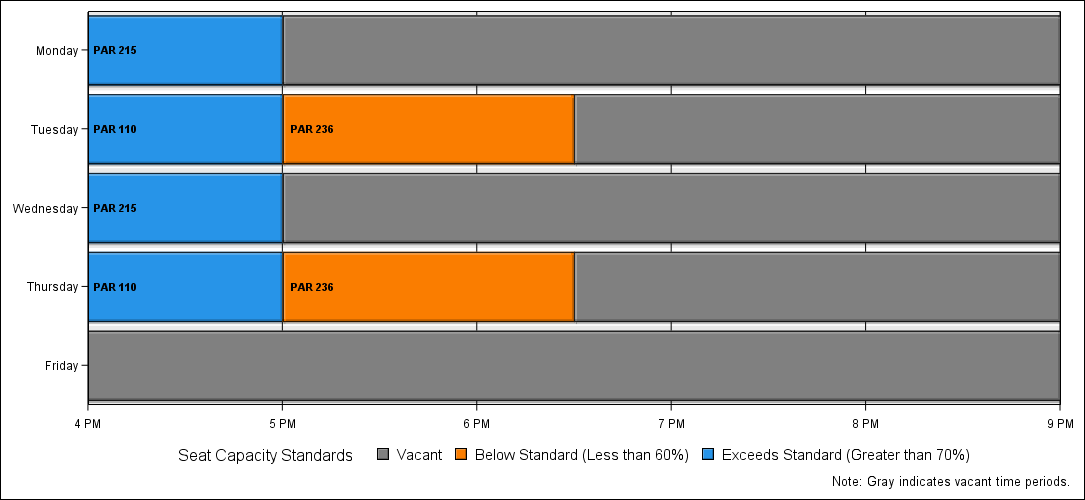 Monday PAR 215
Tuesday PAR 110 PAR 236
Wednesday PAR 215
Thursday PAR 110 PAR 236
Friday
4 PM 5 PM 6 PM 7 PM 8 PM 9 PM
Seat Capacity Standards Vacant Below Standard (Less than 60%) Exceeds Standard (Greater than 70%)
Note: Gray indicates vacant time periods.